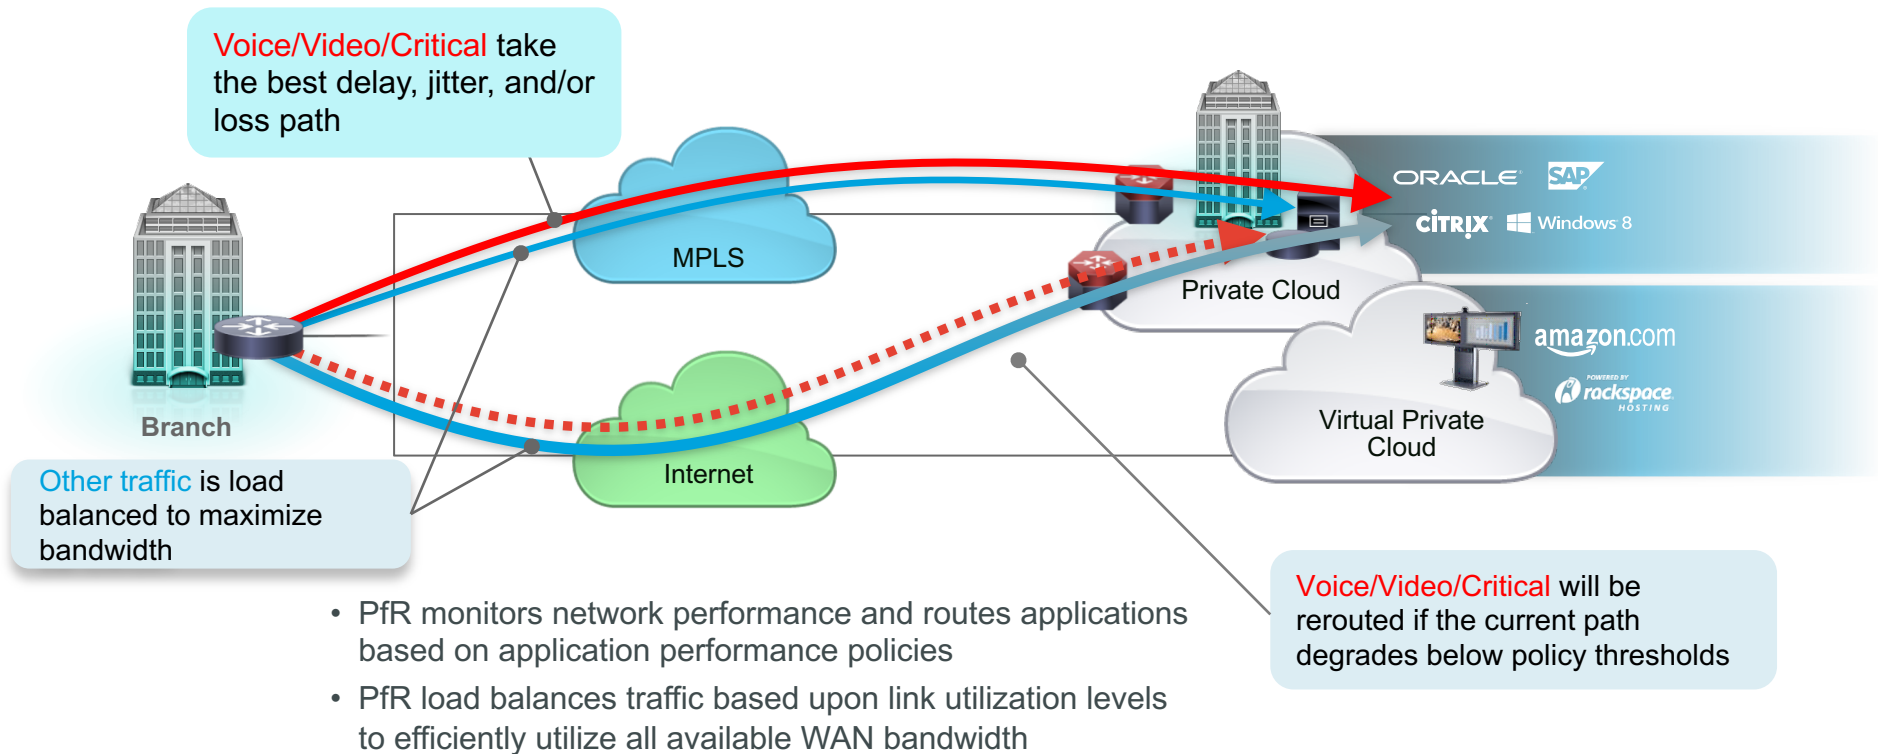 Voice/Video/Critical take
the best delay, jitter, and/or
loss path
ORACLE
SAP
CİTRIX
Windows 8
MPLS
Private Cloud
amazon.com
POWERED BY
rackspace.
HOSTING
Branch
Virtual Private
Cloud
Internet
Other traffic is load
balanced to maximize
bandwidth
Voice/Video/Critical will be
rerouted if the current path
degrades below policy thresholds
• PfR monitors network performance and routes applications
based on application performance policies
• PfR load balances traffic based upon link utilization levels
to efficiently utilize all available WAN bandwidth